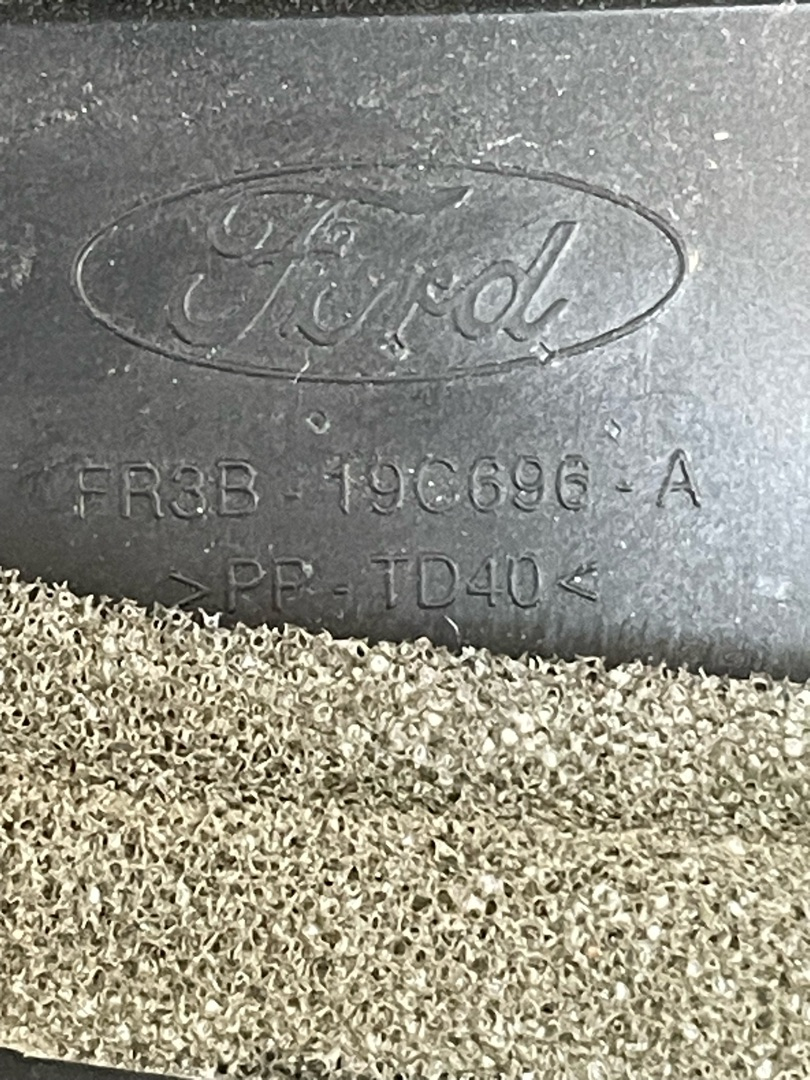 Ford
FR3B - 19C696 - A
>PP - TD40<